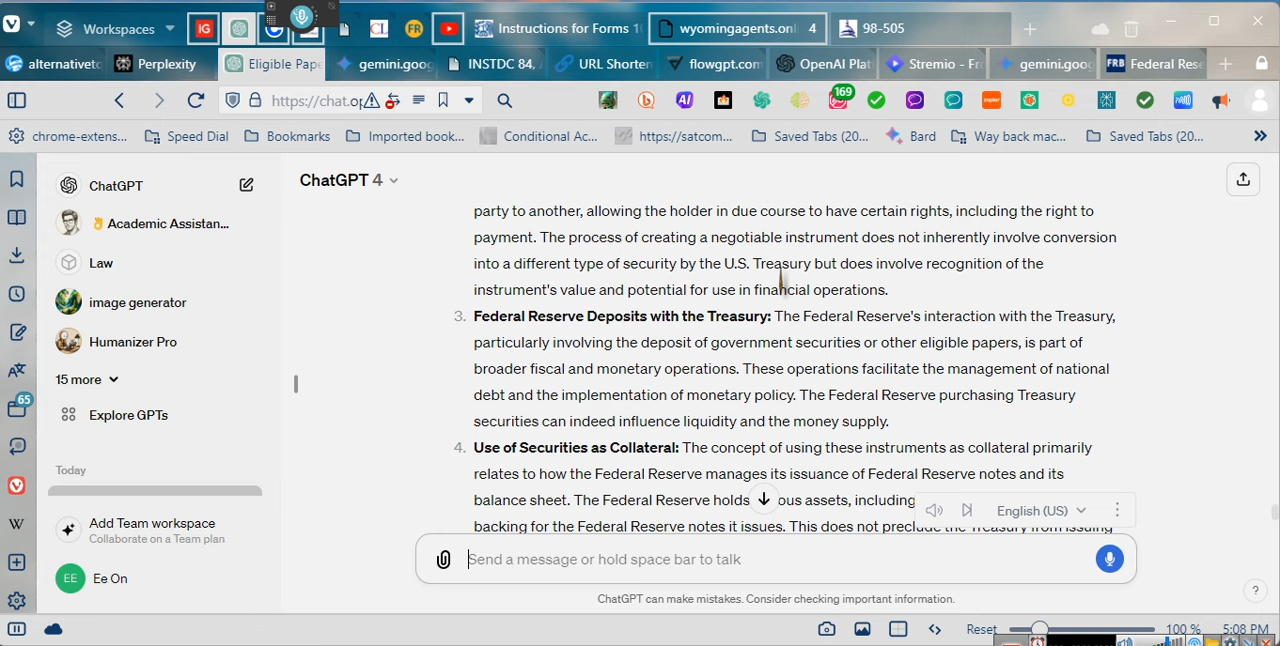 Workspaces
IG
CL
FR
Instructions for Forms 1
wyomingagents.onl 4
98-505
alternativeto
Perplexity
Eligible Pape
gemini.goog
INSTDC 84,
URL Shorten
flowgpt.com
OpenAI Plat
Stremio - Fr
gemini.goog
FRB Federal Rese
https://chat.op
169
chrome-extens...
Speed Dial
Bookmarks
Imported book...
Conditional Ac...
https://satcom...
Saved Tabs (20...
Bard
Way back mac...
Saved Tabs (20...
ChatGPT
Academic Assistan...
Law
image generator
Humanizer Pro
15 more
Explore GPTs
Today
Add Team workspace
Collaborate on a Team plan
EE Ee On
65
W
ChatGPT 4
party to another, allowing the holder in due course to have certain rights, including the right to
payment. The process of creating a negotiable instrument does not inherently involve conversion
into a different type of security by the U.S. Treasury but does involve recognition of the
instrument's value and potential for use in financial operations.
3. Federal Reserve Deposits with the Treasury: The Federal Reserve's interaction with the Treasury,
particularly involving the deposit of government securities or other eligible papers, is part of
broader fiscal and monetary operations. These operations facilitate the management of national
debt and the implementation of monetary policy. The Federal Reserve purchasing Treasury
securities can indeed influence liquidity and the money supply.
4. Use of Securities as Collateral: The concept of using these instruments as collateral primarily
relates to how the Federal Reserve manages its issuance of Federal Reserve notes and its
balance sheet. The Federal Reserve holds ous assets, including
backing for the Federal Reserve notes it issues. This does not preclude the Treasury from issuing
English (US)
Send a message or hold space bar to talk
ChatGPT can make mistakes. Consider checking important information.
?
Reset
100 %
5:08 PM